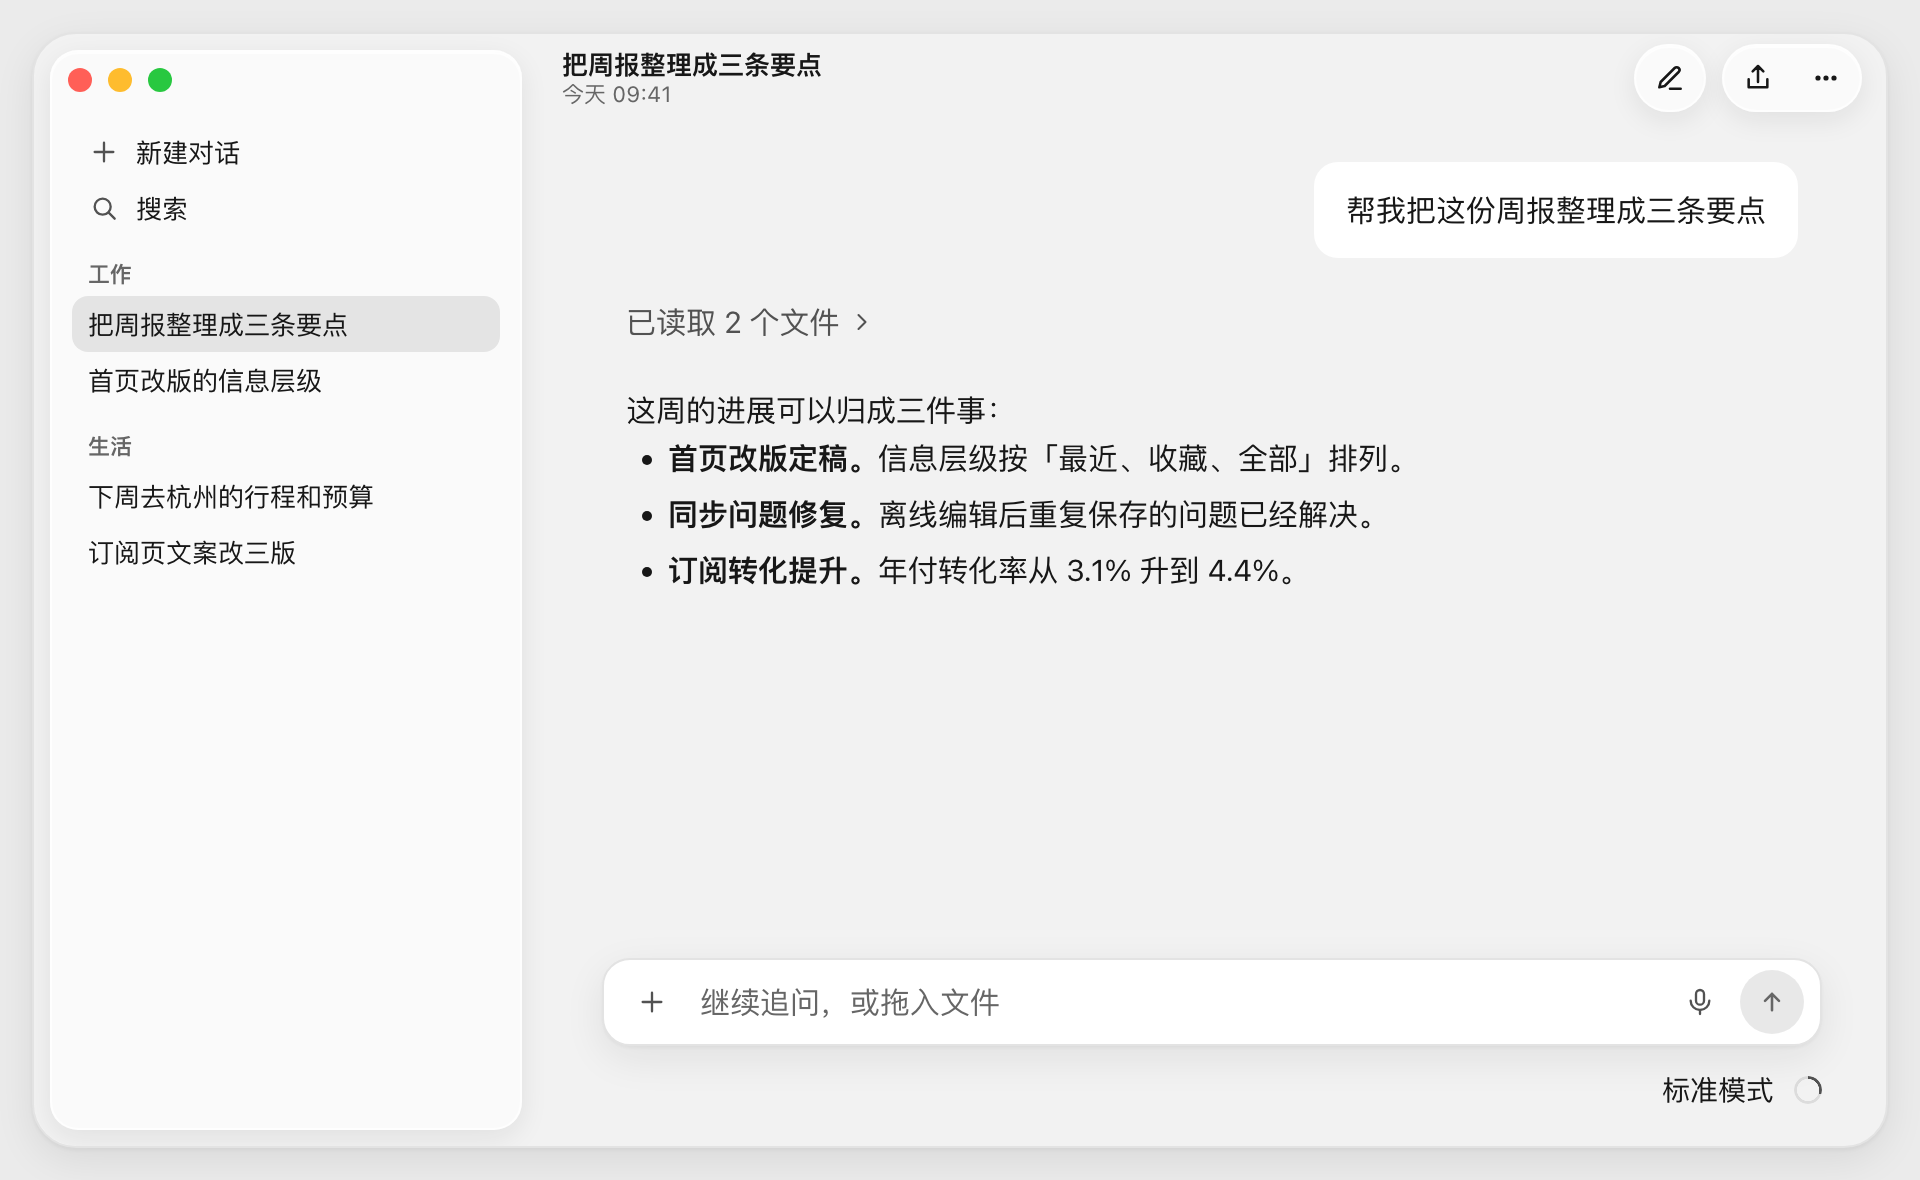 新建对话
搜索
工作
把周报整理成三条要点
首页改版的信息层级
生活
下周去杭州的行程和预算
订阅页文案改三版
把周报整理成三条要点
今天 09:41
帮我把这份周报整理成三条要点
已读取 2 个文件
这周的进展可以归成三件事：
首页改版定稿。信息层级按「最近、收藏、全部」排列。
同步问题修复。离线编辑后重复保存的问题已经解决。
订阅转化提升。年付转化率从 3.1% 升到 4.4%。
继续追问，或拖入文件
标准模式